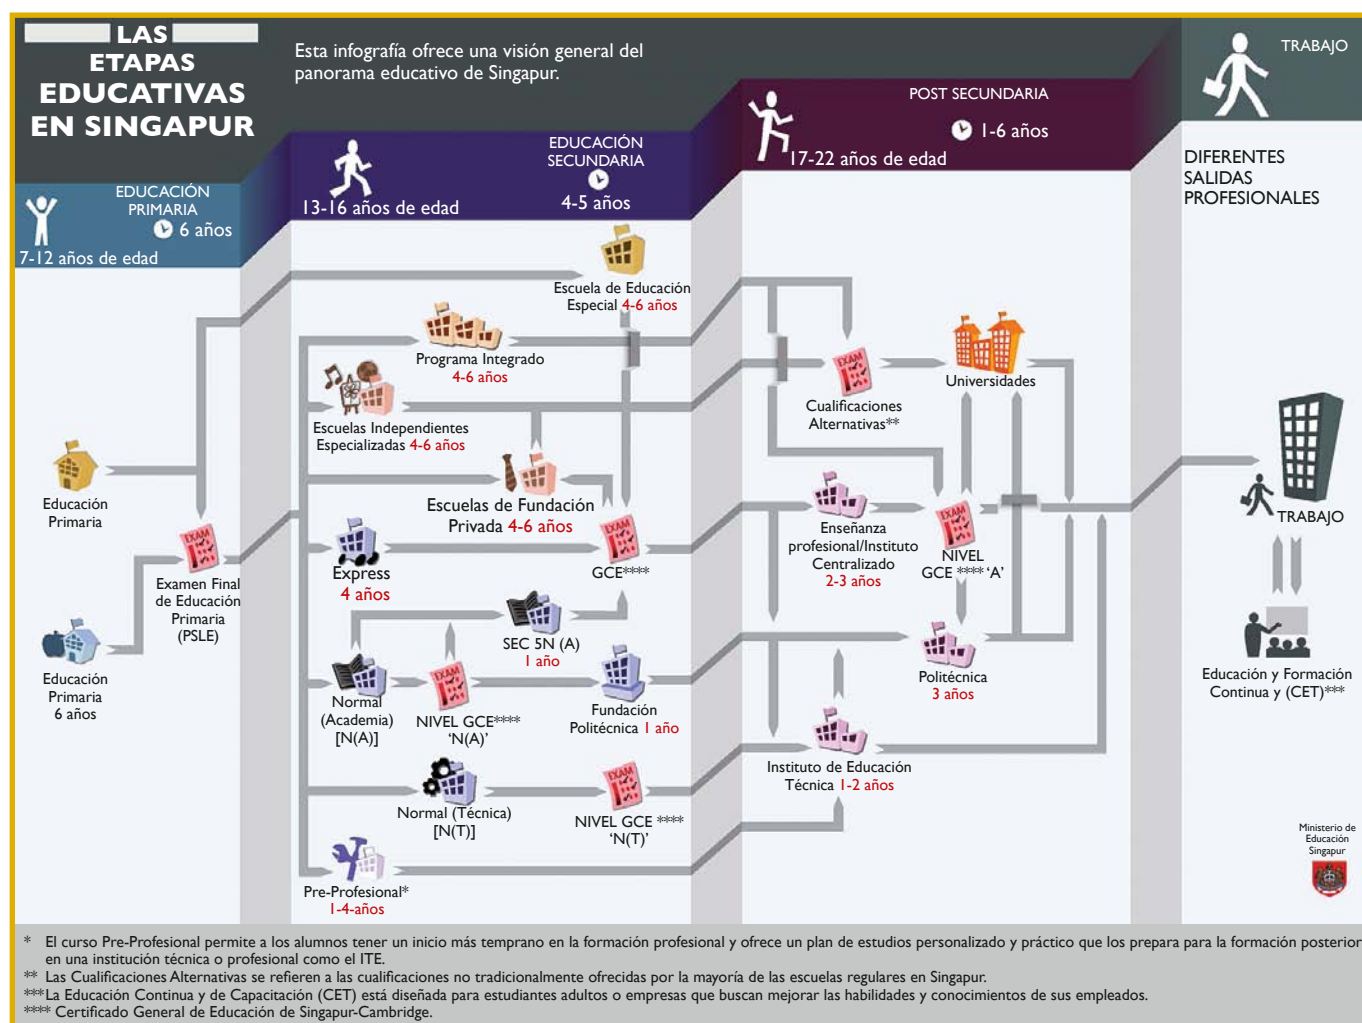 LAS
ETAPAS
EDUCATIVAS
EN SINGAPUR
Esta infografía ofrece una visión general del
panorama educativo de Singapur.
EDUCACIÓN
PRIMARIA
6 años
7-12 años de edad
EDUCACIÓN
SECUNDARIA
4-5 años
13-16 años de edad
POST SECUNDARIA
1-6 años
17-22 años de edad
TRABAJO
DIFERENTES
SALIDAS
PROFESIONALES
Educación
Primaria
Educación
Primaria
6 años
EXAM
Examen Final
de Educación
Primaria
(PSLE)
Escuela de Educación
Especial 4-6 años
Programa Integrado
4-6 años
Escuelas Independientes
Especializadas 4-6 años
Escuelas de Fundación
Privada 4-6 años
Express
4 años
EXAM
GCE****
SEC 5N (A)
1 año
Normal
(Academia)
[N(A)]
EXAM
NIVEL GCE****
‘N(A)’
Fundación
Politécnica 1 año
Normal (Técnica)
[N(T)]
EXAM
NIVEL GCE ****
‘N(T)’
Pre-Profesional*
1-4-años
EXAM
Cualificaciones
Alternativas**
Universidades
Enseñanza
profesional/Instituto
Centralizado
2-3 años
EXAM
NIVEL
GCE **** ‘A’
Politécnica
3 años
Instituto de Educación
Técnica 1-2 años
TRABAJO
Educación y Formación
Continua y (CET)***
Ministerio de
Educación
Singapur
* El curso Pre-Profesional permite a los alumnos tener un inicio más temprano en la formación profesional y ofrece un plan de estudios personalizado y práctico que los prepara para la formación posterior
en una institución técnica o profesional como el ITE.
** Las Cualificaciones Alternativas se refieren a las cualificaciones no tradicionalmente ofrecidas por la mayoría de las escuelas regulares en Singapur.
***La Educación Continua y de Capacitación (CET) está diseñada para estudiantes adultos o empresas que buscan mejorar las habilidades y conocimientos de sus empleados.
**** Certificado General de Educación de Singapur-Cambridge.